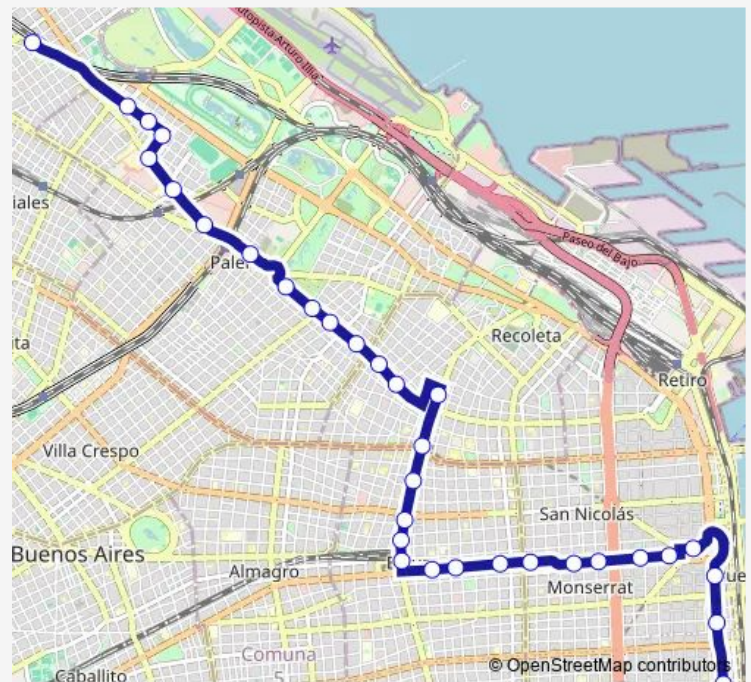 Autopista Arturo Illia
iales
Paler
Paseo del Bajo
Recoleta
ta
Retiro
Villa Crespo
San Nicolás
Buenos Aires
Almagro
Monserrat
Comuna
5
Caballito
© OpenStreetMap contributors